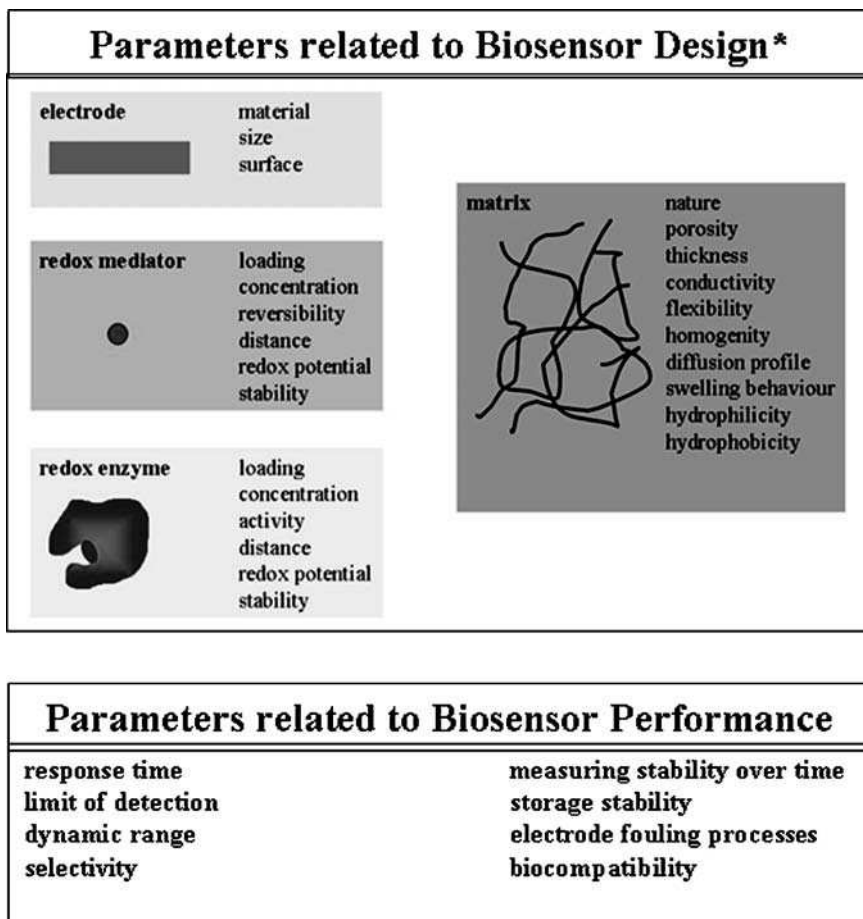 Parameters related to Biosensor Design*
electrode
material
size
surface
redox mediator
loading
concentration
reversibility
distance
redox potential
stability
redox enzyme
loading
concentration
activity
distance
redox potential
stability
matrix
nature
porosity
thickness
conductivity
flexibility
homogenity
diffusion profile
swelling behaviour
hydrophilicity
hydrophobicity
Parameters related to Biosensor Performance
response time
limit of detection
dynamic range
selectivity
measuring stability over time
storage stability
electrode fouling processes
biocompatibility